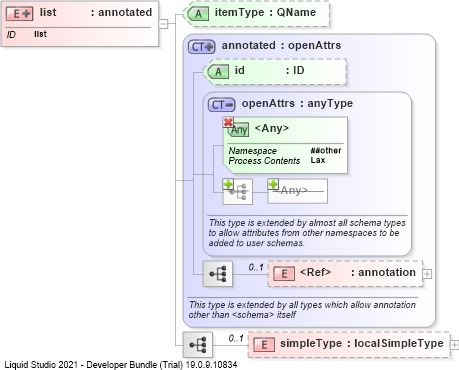 E list : annotated
ID list
A itemType : QName
CT annotated : openAttrs
A id : ID
CT openAttrs : anyType
Any <Any>
Namespace ##other
Process Contents Lax
<Any>
This type is extended by almost all schema types
to allow attributes from other namespaces to be
added to user schemas.
0..1 E <Ref> : annotation
This type is extended by all types which allow annotation
other than <schema> itself
0..1 E simpleType : localSimpleType
Liquid Studio 2021 - Developer Bundle (Trial) 19.0.9.10834